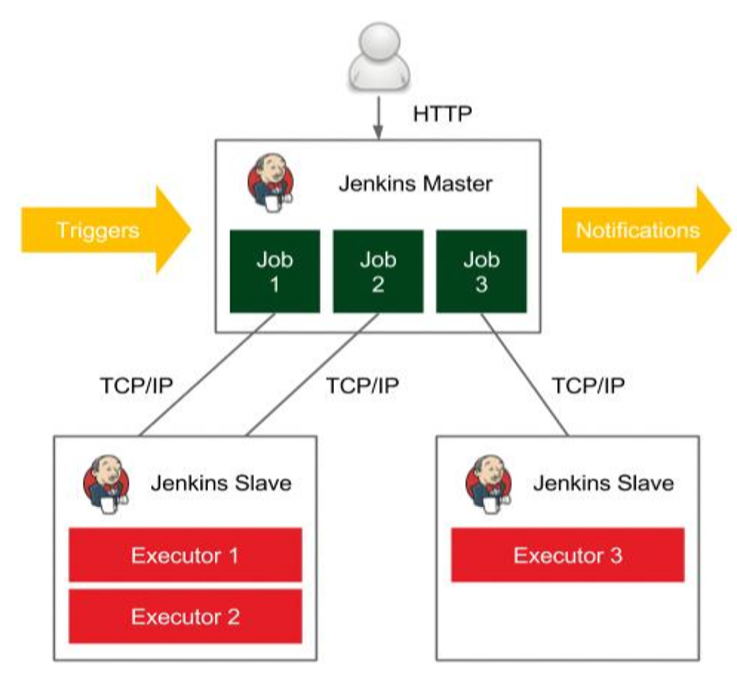 HTTP
Jenkins Master
Triggers
Job
1
Job
2
Job
3
Notifications
TCP/IP
TCP/IP
TCP/IP
Jenkins Slave
Executor 1
Executor 2
Jenkins Slave
Executor 3